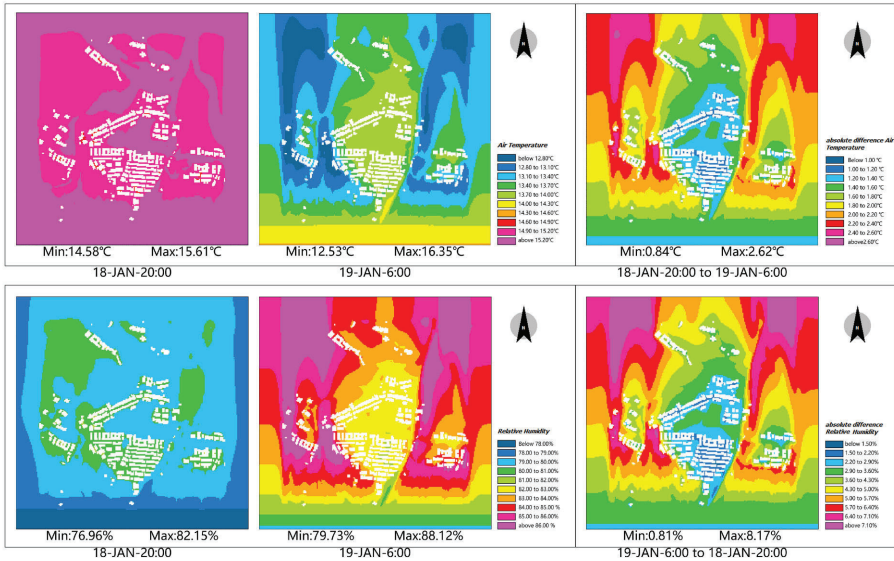 N
N
Air Temperature
below 12.80℃
12.80 to 13.10℃
13.10 to 13.40℃
13.40 to 13.70℃
13.70 to 14.00℃
14.00 to 14.30℃
14.30 to 14.60℃
14.60 to 14.90℃
14.90 to 15.20℃
above 15.20℃
absolute difference Air
Temperature
Below 1.00 ℃
1.00 to 1.20 ℃
1.20 to 1.40 ℃
1.40 to 1.60 ℃
1.60 to 1.80 ℃
1.80 to 2.00℃
2.00 to 2.20 ℃
2.20 to 2.40℃
2.40 to 2.60℃
above2.60℃
Min:14.58℃ Max:15.61℃
18-JAN-20:00
Min:12.53℃ Max:16.35℃
19-JAN-6:00
Min:0.84℃ Max:2.62℃
18-JAN-20:00 to 19-JAN-6:00
N
N
Relative Humidity
Below 78.00%
78.00 to 79.00%
79.00 to 80.00%
80.00 to 81.00%
81.00 to 82.00%
82.00 to 83.00%
83.00 to 84.00%
84.00 to 85.00 %
85.00 to 86.00%
above 86.00 %
absolute difference
Relative Humidity
below 1.50%
1.50 to 2.20%
2.20 to 2.90%
2.90 to 3.60%
3.60 to 4.30%
4.30 to 5.00%
5.00 to 5.70%
5.70 to 6.40%
6.40 to 7.10%
above 7.10%
Min:76.96% Max:82.15%
18-JAN-20:00
Min:79.73% Max:88.12%
19-JAN-6:00
Min:0.81% Max:8.17%
19-JAN-6:00 to 18-JAN-20:00